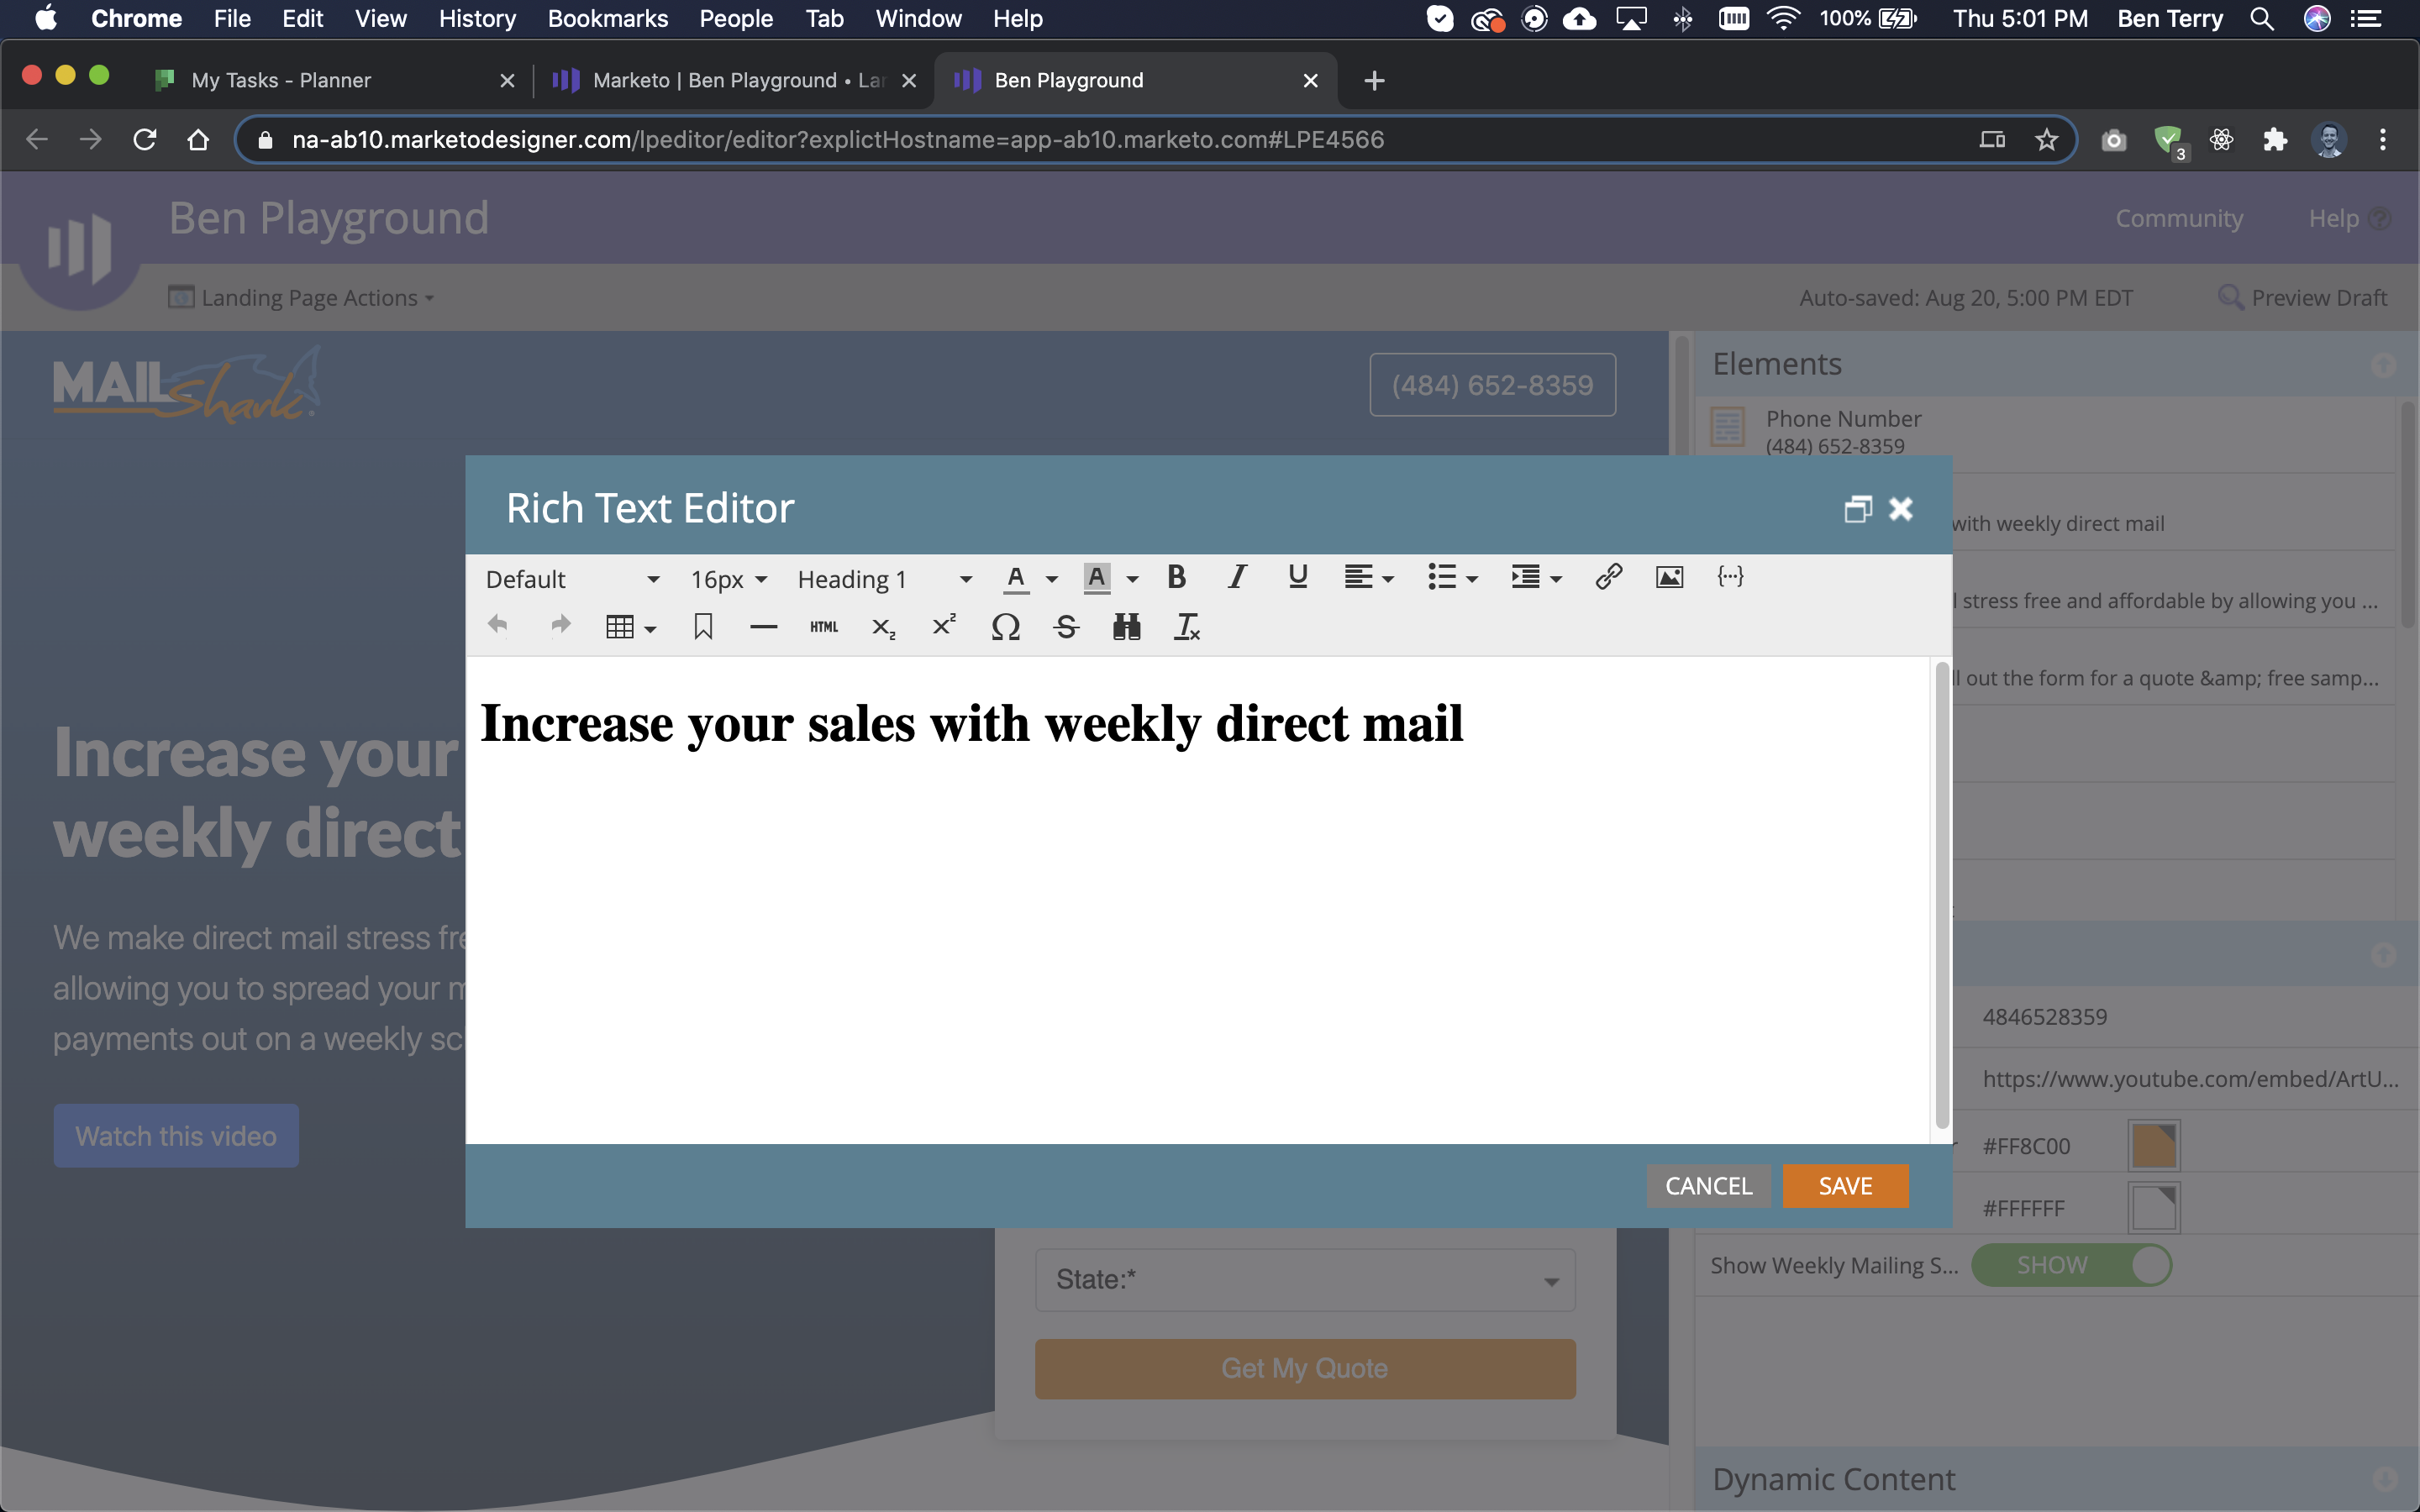 Chrome File Edit View History Bookmarks People Tab Window Help 100% Thu 5:01 PM Ben Terry
My Tasks - Planner Marketo | Ben Playground • La Ben Playground
na-ab10.marketodesigner.com/lpeditor/editor?explictHostname=app-ab10.marketo.com#LPE4566 3
Ben Playground Community Help ?
Landing Page Actions Auto-saved: Aug 20, 5:00 PM EDT Preview Draft
MAIL Shark (484) 652-8359
Elements
Phone Number
(484) 652-8359
Rich Text Editor
with weekly direct mail
Default 16px Heading 1 A A B I U {···}
l stress free and affordable by allowing you ...
HTML X2 X2 Ω S Tx
ll out the form for a quote &amp; free samp...
Increase your sales with weekly direct mail
Increase your
weekly direct
We make direct mail stress fre
allowing you to spread your m
payments out on a weekly sc
4846528359
https://www.youtube.com/embed/ArtU...
Watch this video
#FF8C00
CANCEL SAVE
#FFFFFF
Show Weekly Mailing S... SHOW
State:*
Get My Quote
Dynamic Content